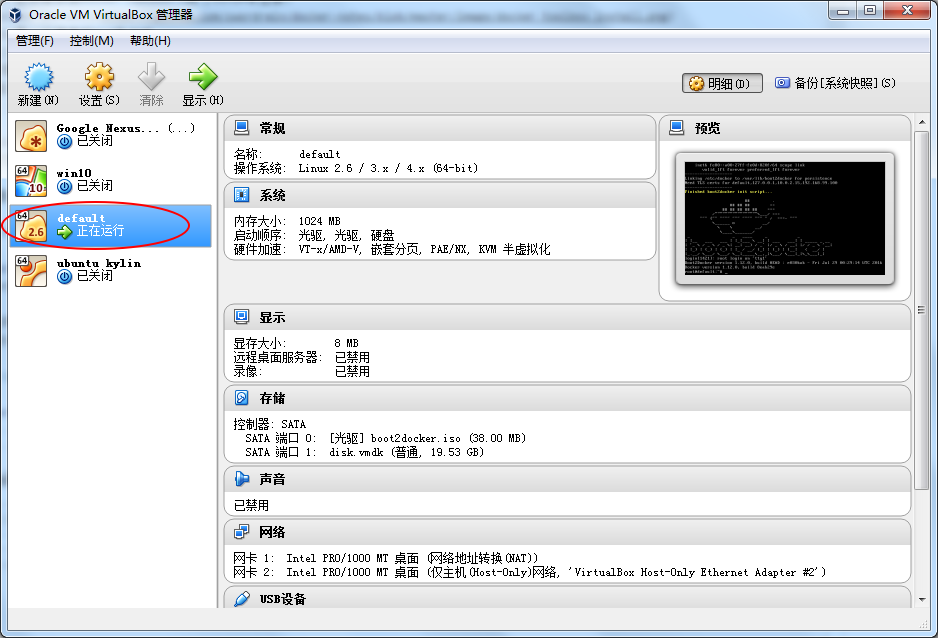 Oracle VM VirtualBox 管理器
管理(F) 控制(M) 帮助(H)
新建(N) 设置(S) 清除 显示(H)
明细(D) 备份[系统快照](S)
Google Nexus... (...)
已关闭
win10
已关闭
default
正在运行
ubuntu kylin
已关闭
常规
名称: default
操作系统: Linux 2.6 / 3.x / 4.x (64-bit)
系统
内存大小: 1024 MB
启动顺序: 光驱, 光驱, 硬盘
硬件加速: VT-x/AMD-V, 嵌套分页, PAE/NX, KVM 半虚拟化
预览
显示
显存大小: 8 MB
远程桌面服务器: 已禁用
录像: 已禁用
存储
控制器: SATA
SATA 端口 0: [光驱] boot2docker.iso (38.00 MB)
SATA 端口 1: disk.vmdk (普通, 19.53 GB)
声音
已禁用
网络
网卡 1: Intel PRO/1000 MT 桌面 (网络地址转换(NAT))
网卡 2: Intel PRO/1000 MT 桌面 (仅主机(Host-Only)网络, 'VirtualBox Host-Only Ethernet Adapter #2')
USB设备